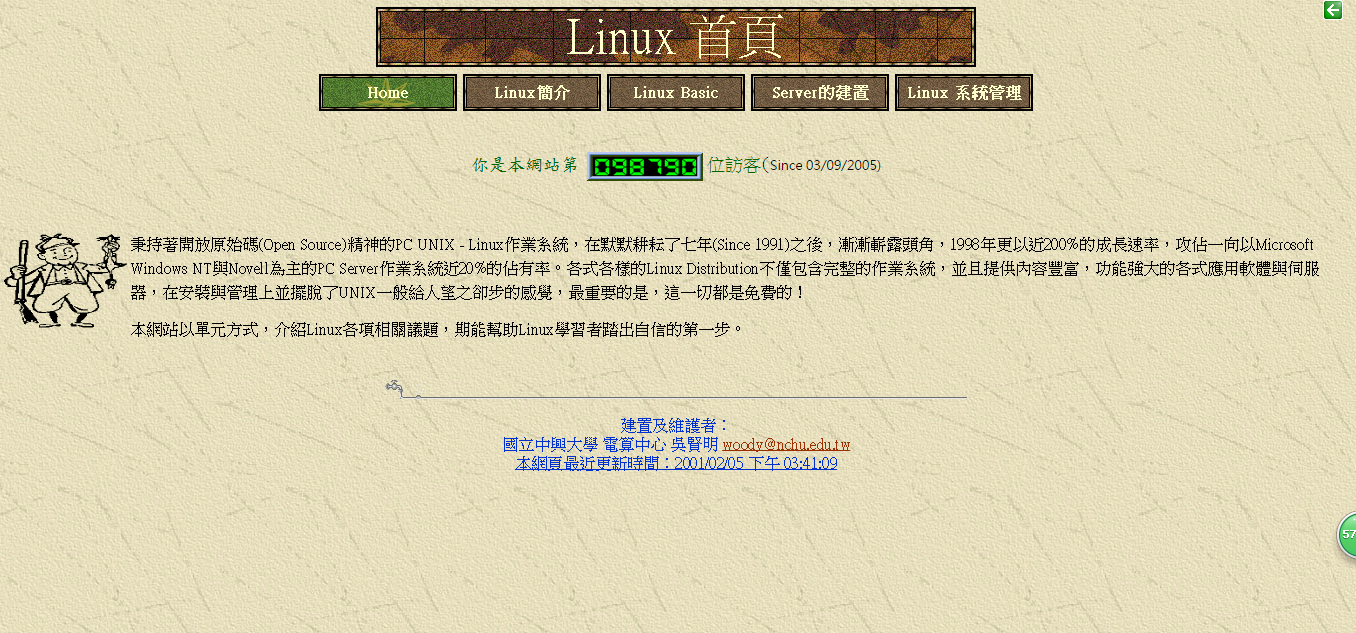 Linux 首頁
Home Linux簡介 Linux Basic Server的建置 Linux 系統管理
你是本網站第 098790 位訪客(Since 03/09/2005)
秉持著開放原始碼(Open Source)精神的PC UNIX - Linux作業系統，在默默耕耘了七年(Since 1991)之後，漸漸嶄露頭角，1998年更以近200%的成長速率，攻佔一向以Microsoft
Windows NT與Novell為主的PC Server作業系統近20%的佔有率。各式各樣的Linux Distribution不僅包含完整的作業系統，並且提供內容豐富，功能強大的各式應用軟體與伺服
器，在安裝與管理上並擺脫了UNIX一般給人望之卻步的感覺，最重要的是，這一切都是免費的！
本網站以單元方式，介紹Linux各項相關議題，期能幫助Linux學習者踏出自信的第一步。
建置及維護者：
國立中興大學 電算中心 吳賢明 woody@nchu.edu.tw
本網頁最近更新時間：2001/02/05 下午 03:41:09
57